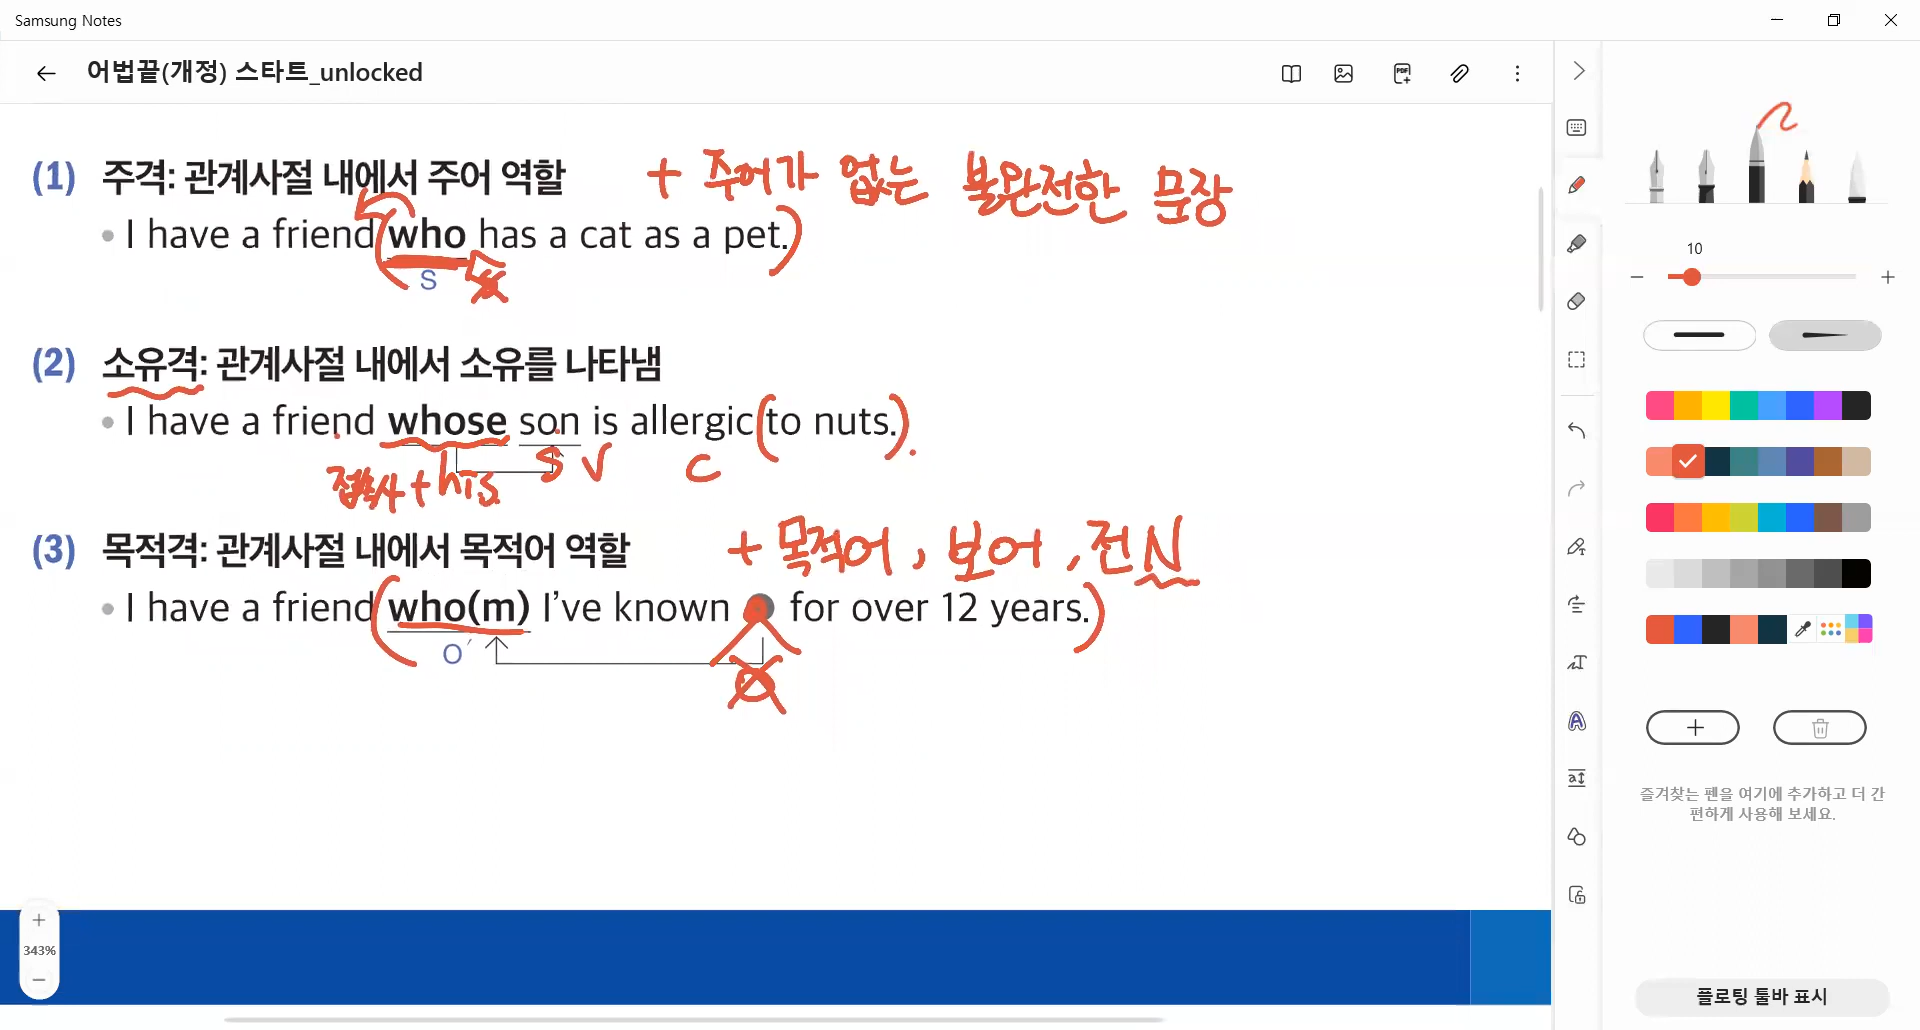 Samsung Notes
어법끝(개정) 스타트_unlocked
(1) 주격: 관계사절 내에서 주어 역할 + 주어가 없는 불완전한 문장
I have a friend (who has a cat as a pet.)
S
(2) 소유격: 관계사절 내에서 소유를 나타냄
I have a friend whose son is allergic (to nuts.)
접속사 + his S V C
(3) 목적격: 관계사절 내에서 목적어 역할 + 목적어, 보어, 전 N
I have a friend (who(m) I've known ● for over 12 years.)
O′
343%
10
즐겨찾는 펜을 여기에 추가하고 더 간
편하게 사용해 보세요.
플로팅 툴바 표시